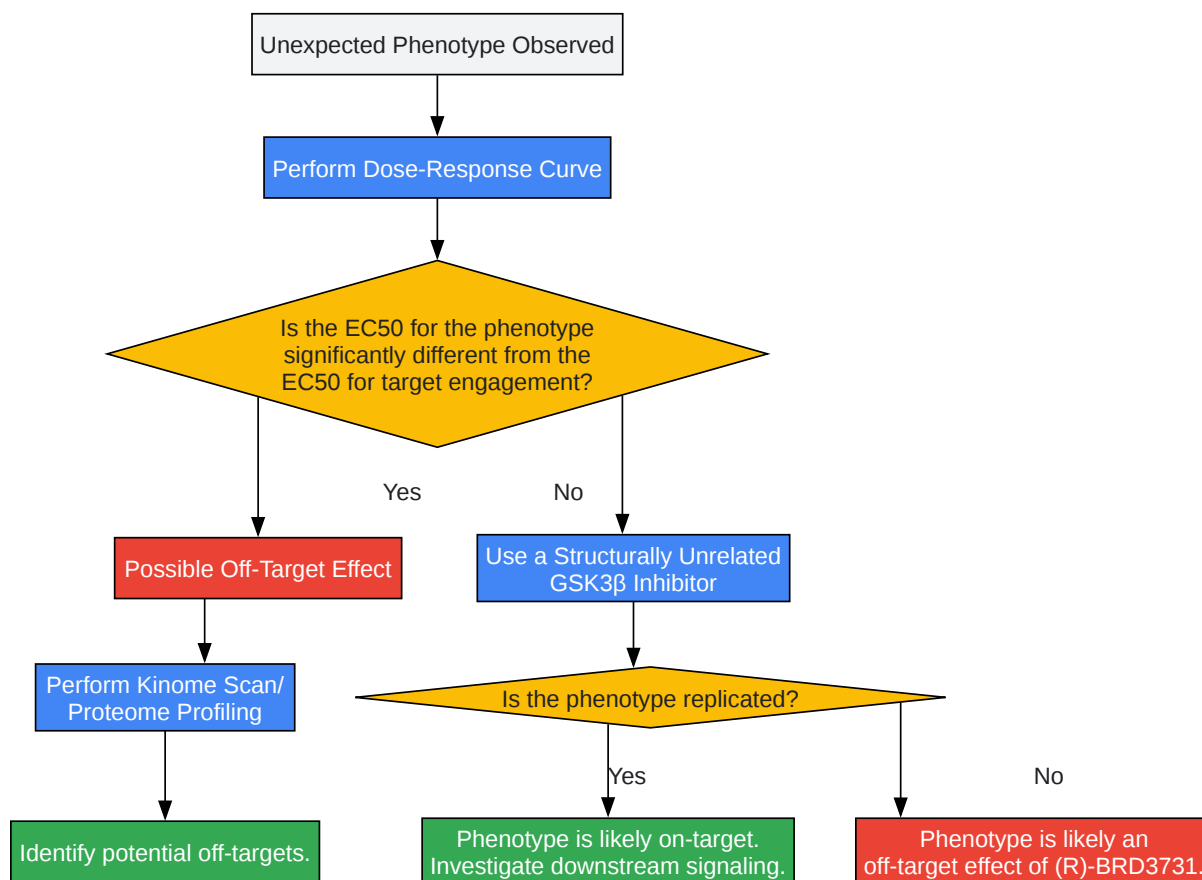 Unexpected Phenotype Observed
Perform Dose-Response Curve
Is the EC50 for the phenotype
significantly different from the
EC50 for target engagement?
Yes
No
Possible Off-Target Effect
Use a Structurally Unrelated
GSK3β Inhibitor
Perform Kinome Scan/
Proteome Profiling
Is the phenotype replicated?
Yes
No
Identify potential off-targets.
Phenotype is likely on-target.
Investigate downstream signaling.
Phenotype is likely an
off-target effect of (R)-BRD3731.